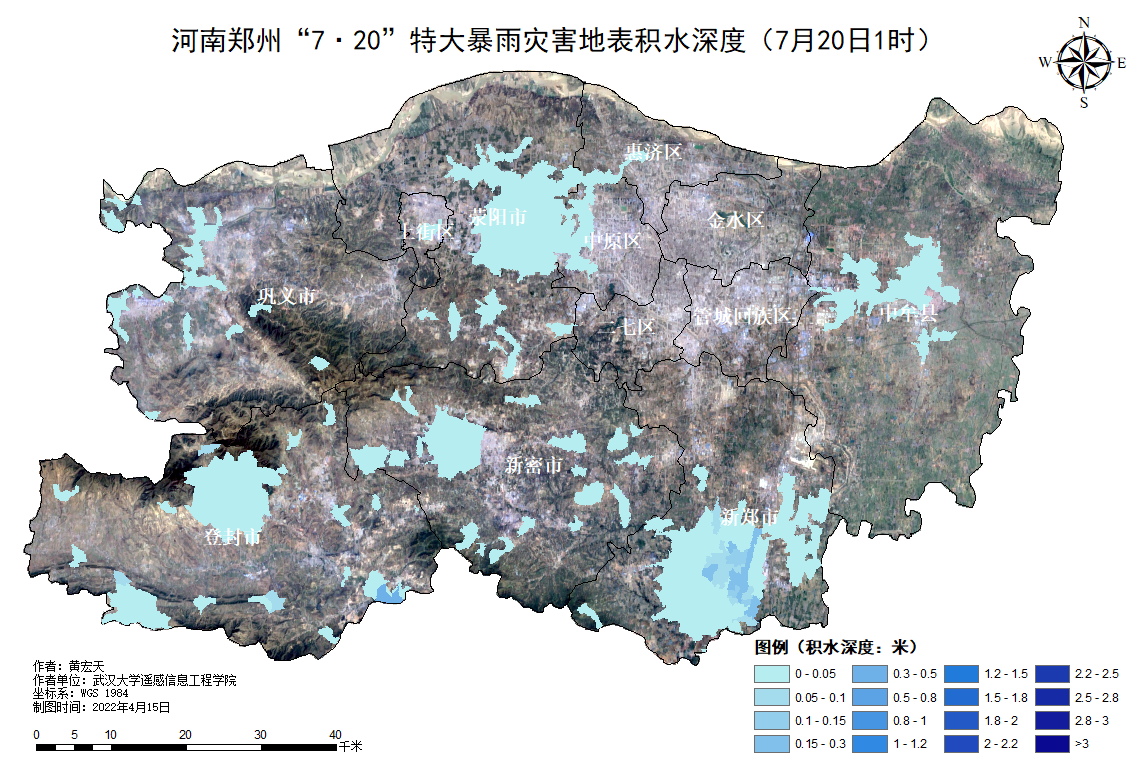 河南郑州“7·20”特大暴雨灾害地表积水深度（7月20日1时）
N
W
E
S
惠济区
荥阳市
金水区
上街区
中原区
巩义市
中牟县
管城回族区
二七区
新密市
新郑市
登封市
图例（积水深度：米）
0 - 0.05
0.3 - 0.5
1.2 - 1.5
2.2 - 2.5
0.05 - 0.1
0.5 - 0.8
1.5 - 1.8
2.5 - 2.8
0.1 - 0.15
0.8 - 1
1.8 - 2
2.8 - 3
0.15 - 0.3
1 - 1.2
2 - 2.2
>3
作者：黄宏天
作者单位：武汉大学遥感信息工程学院
坐标系：WGS 1984
制图时间：2022年4月15日
0 5 10 20 30 40
千米